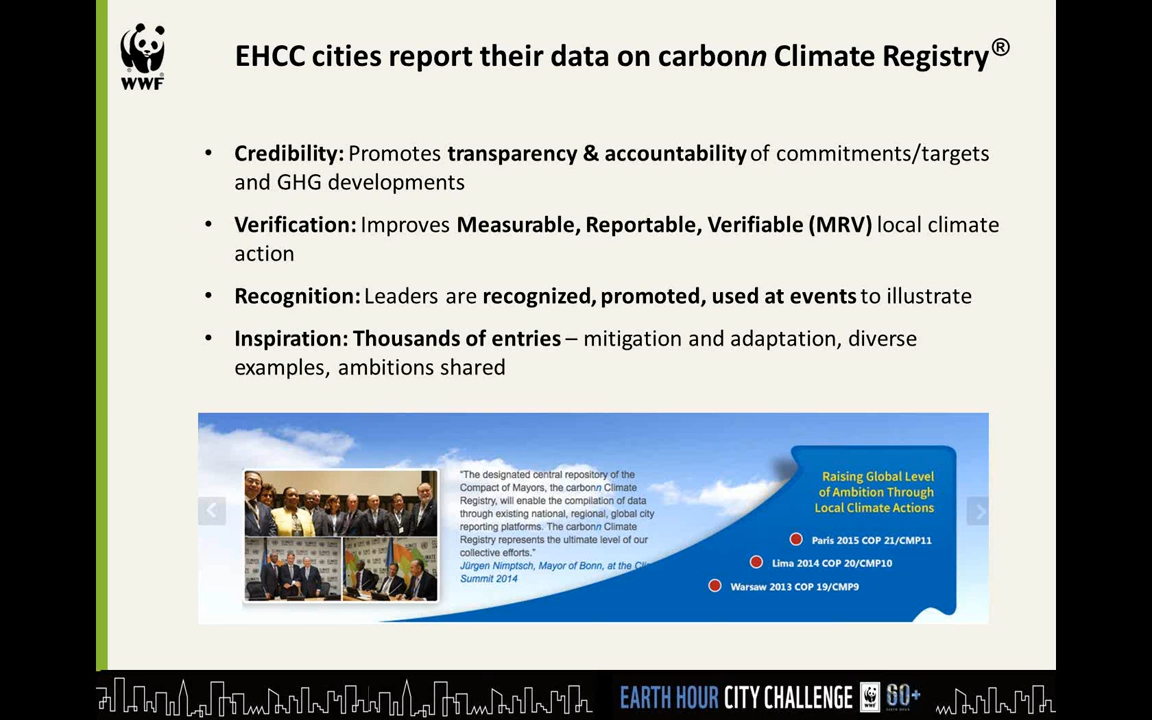 EHCC cities report their data on carbonn Climate Registry®
WWF
• Credibility: Promotes transparency & accountability of commitments/targets
and GHG developments
• Verification: Improves Measurable, Reportable, Verifiable (MRV) local climate
action
• Recognition: Leaders are recognized, promoted, used at events to illustrate
• Inspiration: Thousands of entries – mitigation and adaptation, diverse
examples, ambitions shared
"The designated central repository of the
Compact of Mayors, the carbonn Climate
Registry, will enable the compilation of data
through existing national, regional, global city
reporting platforms. The carbonn Climate
Registry represents the ultimate level of our
collective efforts."
Jürgen Nimptsch, Mayor of Bonn, at the Cli
Summit 2014
Raising Global Level
of Ambition Through
Local Climate Actions
Paris 2015 COP 21/CMP11
Lima 2014 COP 20/CMP10
Warsaw 2013 COP 19/CMP9
EARTH HOUR CITY CHALLENGE WWF 60+